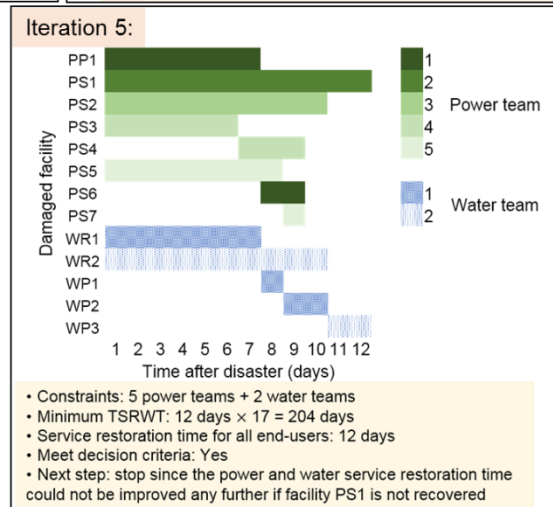 Iteration 5:
PP1
PS1
PS2
PS3
PS4
PS5
PS6
PS7
WR1
WR2
WP1
WP2
WP3
Damaged facility
1 2 3 4 5 6 7 8 9 10 11 12
Time after disaster (days)
1
2
3
4
5
Power team
1
2
Water team
• Constraints: 5 power teams + 2 water teams
• Minimum TSRWT: 12 days × 17 = 204 days
• Service restoration time for all end-users: 12 days
• Meet decision criteria: Yes
• Next step: stop since the power and water service restoration time
could not be improved any further if facility PS1 is not recovered